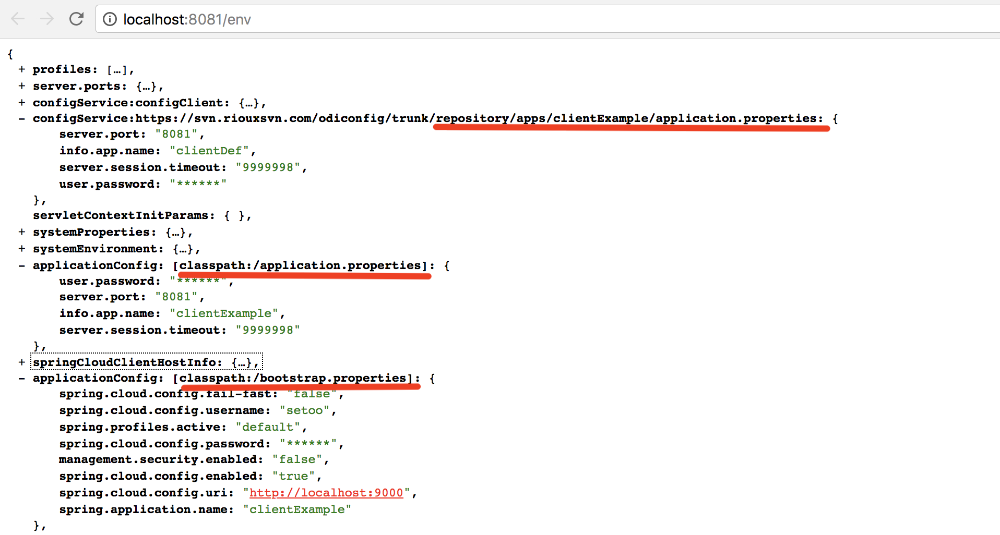 localhost:8081/env
{
+ profiles: […],
+ server.ports: {…},
+ configService:configClient: {…},
– configService:https://svn.riouxsvn.com/odiconfig/trunk/repository/apps/clientExample/application.properties: {
server.port: "8081",
info.app.name: "clientDef",
server.session.timeout: "9999998",
user.password: "******"
},
servletContextInitParams: { },
+ systemProperties: {…},
+ systemEnvironment: {…},
– applicationConfig: [classpath:/application.properties]: {
user.password: "******",
server.port: "8081",
info.app.name: "clientExample",
server.session.timeout: "9999998"
},
+ springCloudClientHostInfo: {…},
– applicationConfig: [classpath:/bootstrap.properties]: {
spring.cloud.config.fail-fast: "false",
spring.cloud.config.username: "setoo",
spring.profiles.active: "default",
spring.cloud.config.password: "******",
management.security.enabled: "false",
spring.cloud.config.enabled: "true",
spring.cloud.config.uri: "http://localhost:9000",
spring.application.name: "clientExample"
},